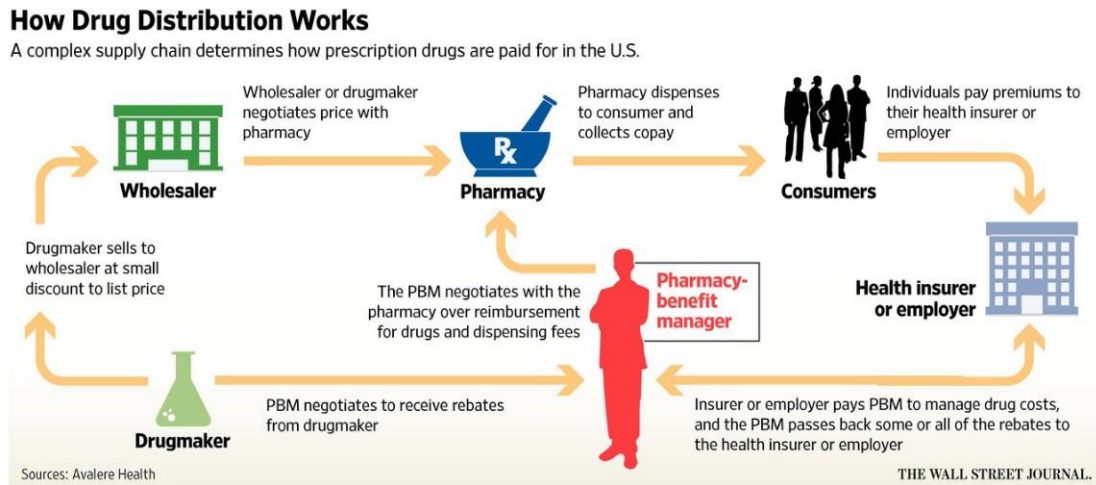 How Drug Distribution Works
A complex supply chain determines how prescription drugs are paid for in the U.S.
Wholesaler or drugmaker
negotiates price with
pharmacy
Pharmacy dispenses
to consumer and
collects copay
Individuals pay premiums to
their health insurer or
employer
Rx
Wholesaler
Pharmacy
Consumers
Drugmaker sells to
wholesaler at small
discount to list price
The PBM negotiates with the
pharmacy over reimbursement
for drugs and dispensing fees
Pharmacy-
benefit
manager
Health insurer
or employer
PBM negotiates to receive rebates
from drugmaker
Insurer or employer pays PBM to manage drug costs,
and the PBM passes back some or all of the rebates to
the health insurer or employer
Drugmaker
Sources: Avalere Health
THE WALL STREET JOURNAL.